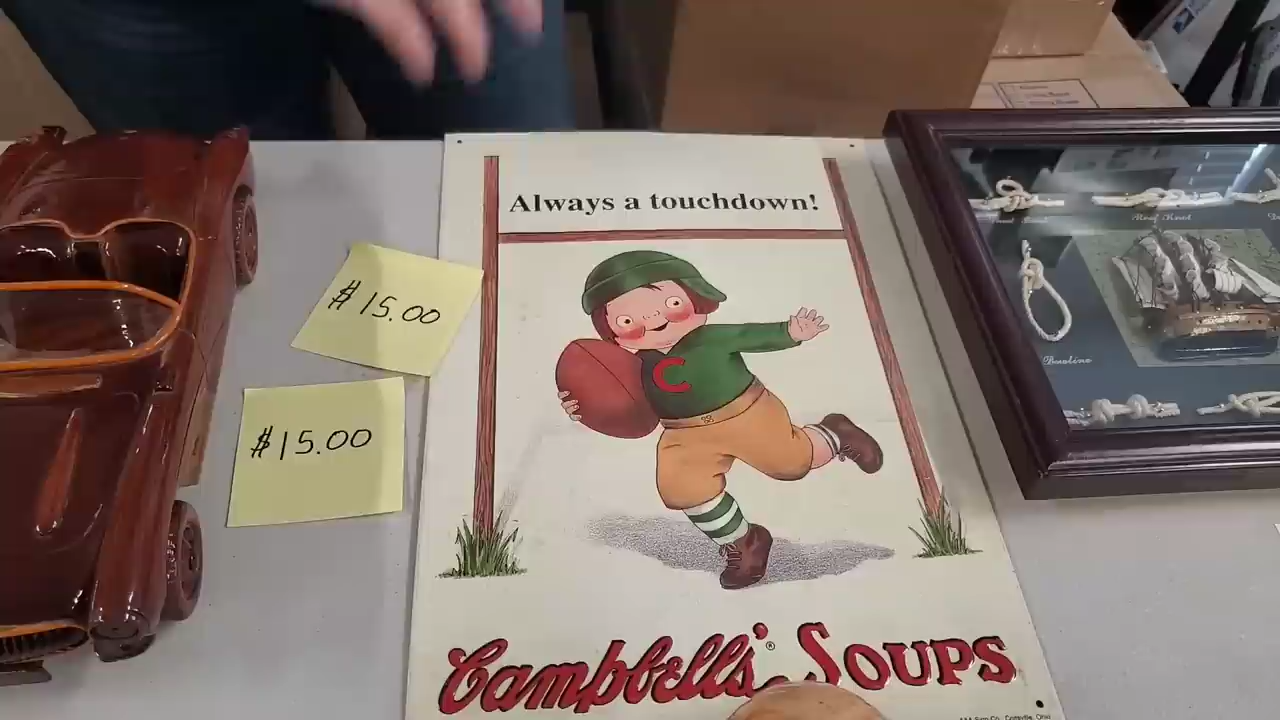 Always a touchdown!
$15.00
$15.00
C
Campbell's® Soups
Reef Knot
Bowline